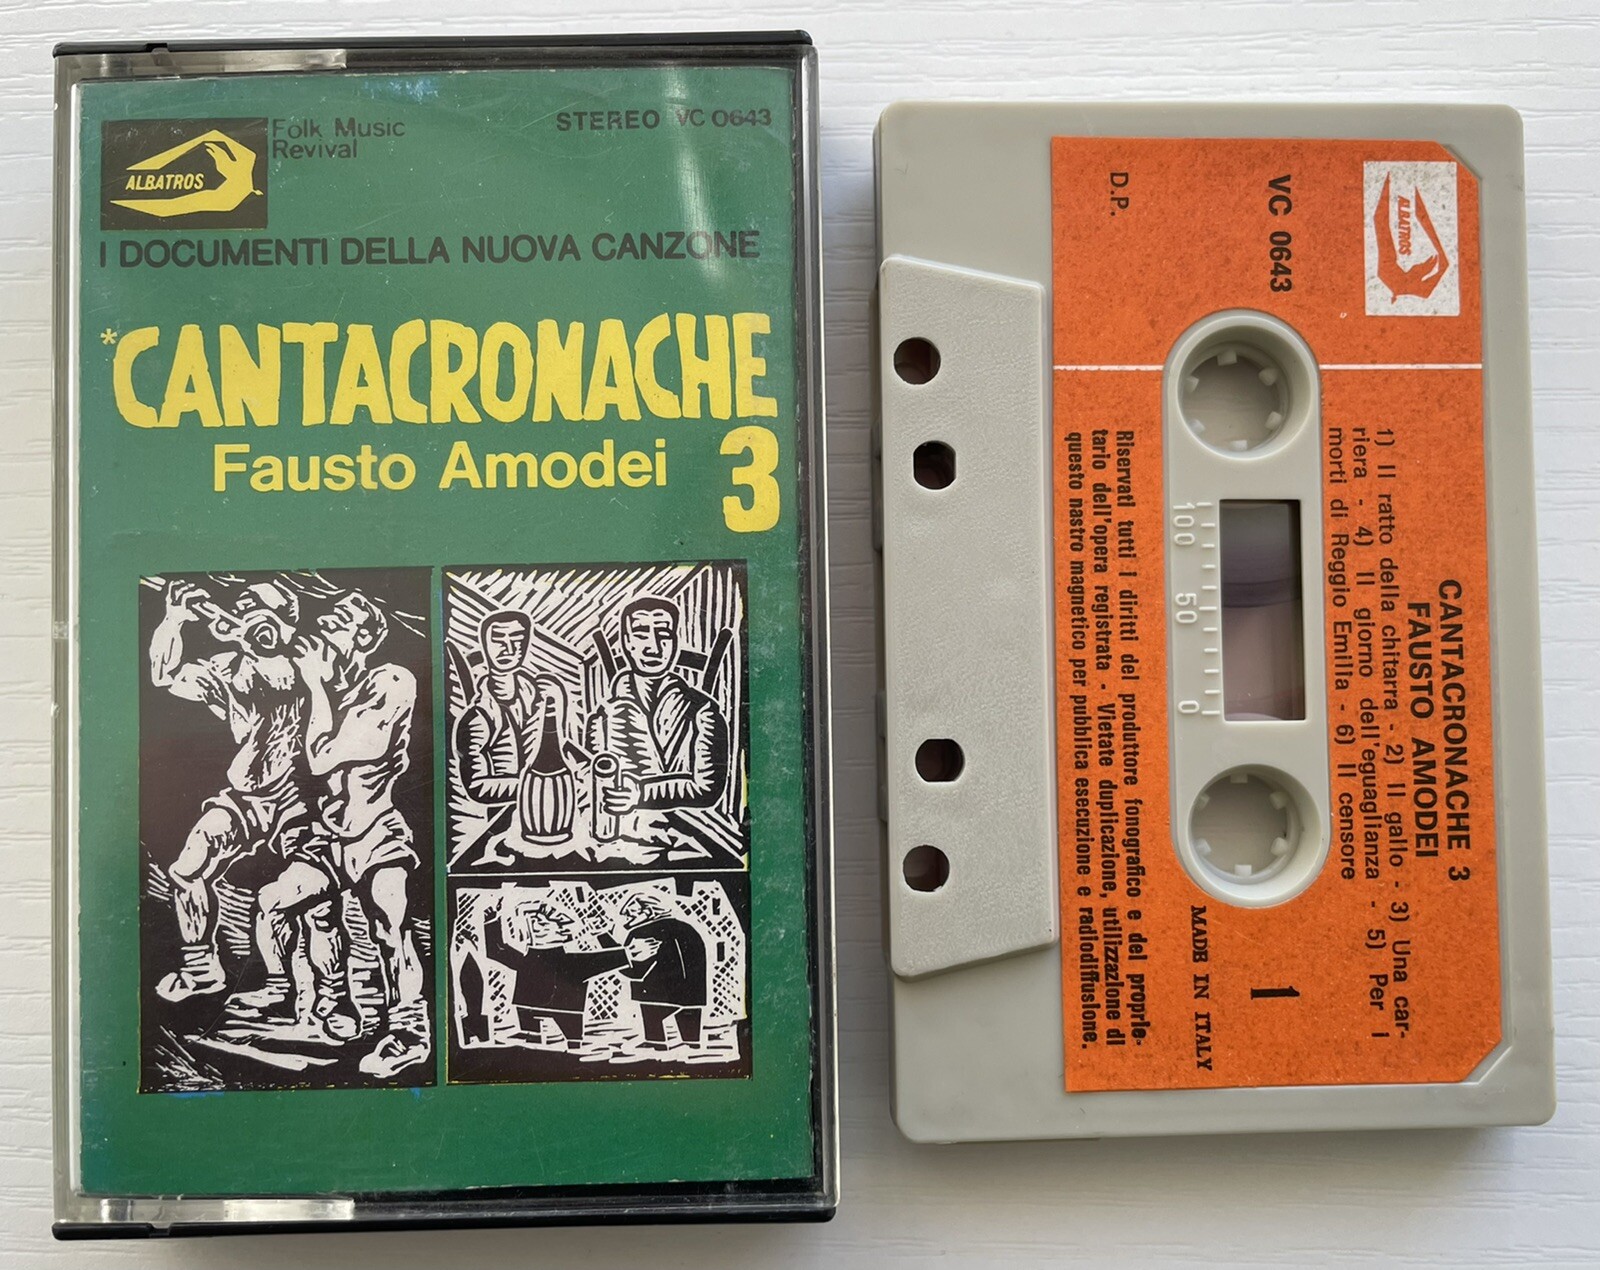 ALBATROS
Folk Music
Revival
STEREO VC 0643
I DOCUMENTI DELLA NUOVA CANZONE
*CANTACRONACHE
Fausto Amodei 3
ALBATROS
VC 0643
D.P.
CANTACRONACHE 3
FAUSTO AMODEI
1) Il ratto della chitarra - 2) Il gallo - 3) Una car-
riera - 4) Il giorno dell'eguaglianza - 5) Per i
morti di Reggio Emilia - 6) Il censore
1
MADE IN ITALY
100 50 0
Riservati tutti i diritti del produttore fonografico e del proprie-
tario dell'opera registrata - Vietate duplicazione, utilizzazione di
questo nastro magnetico per pubblica esecuzione e radiodiffusione.